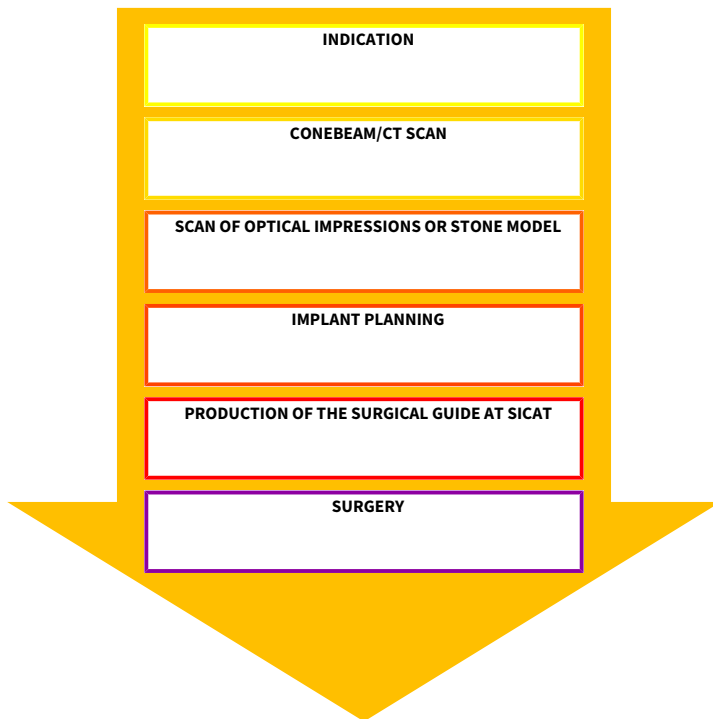 INDICATION
CONEBEAM/CT SCAN
SCAN OF OPTICAL IMPRESSIONS OR STONE MODEL
IMPLANT PLANNING
PRODUCTION OF THE SURGICAL GUIDE AT SICAT
SURGERY